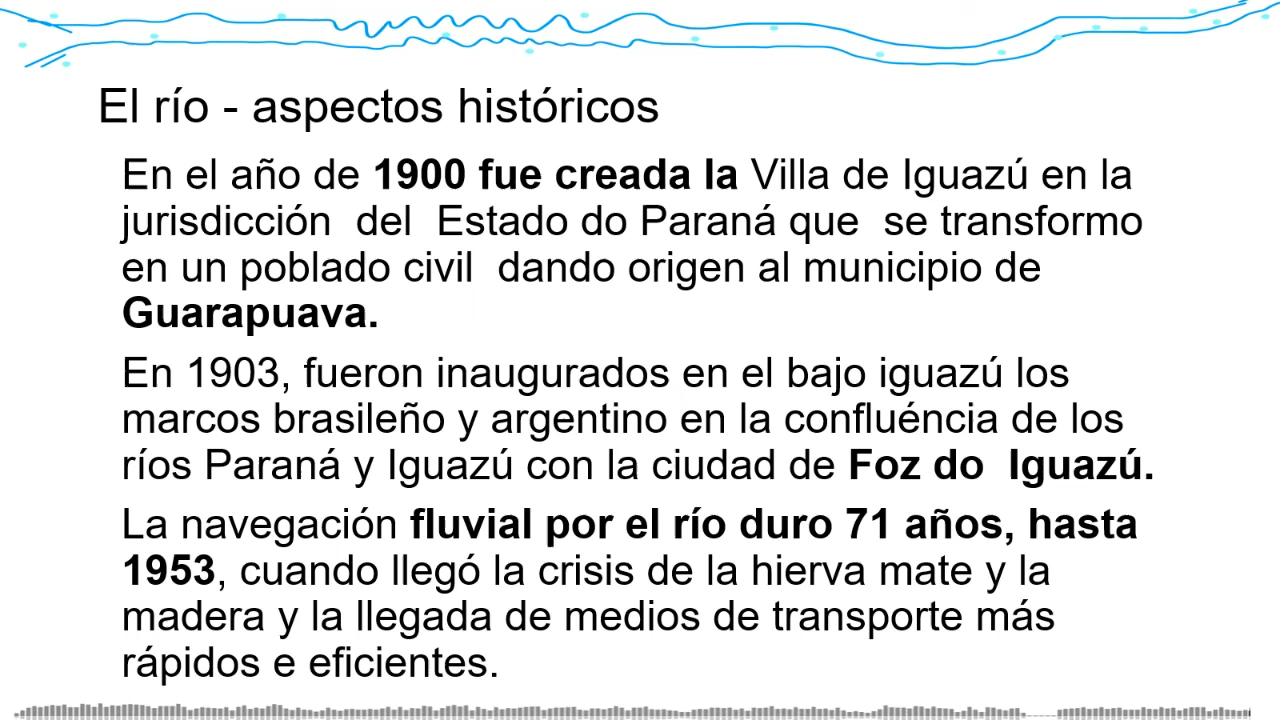 El río - aspectos históricos
En el año de 1900 fue creada la Villa de Iguazú en la
jurisdicción del Estado do Paraná que se transformo
en un poblado civil dando origen al municipio de
Guarapuava.
En 1903, fueron inaugurados en el bajo iguazú los
marcos brasileño y argentino en la confluéncia de los
ríos Paraná y Iguazú con la ciudad de Foz do Iguazú.
La navegación fluvial por el río duro 71 años, hasta
1953, cuando llegó la crisis de la hierva mate y la
madera y la llegada de medios de transporte más
rápidos e eficientes.